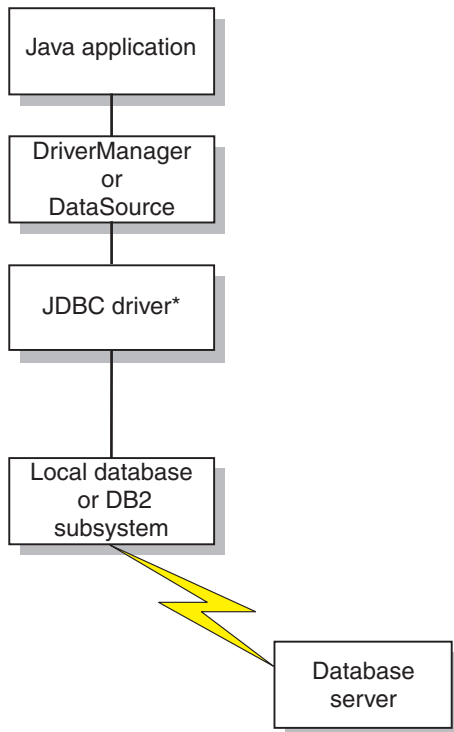 Java application
DriverManager
or
DataSource
JDBC driver*
Local database
or DB2
subsystem
Database
server